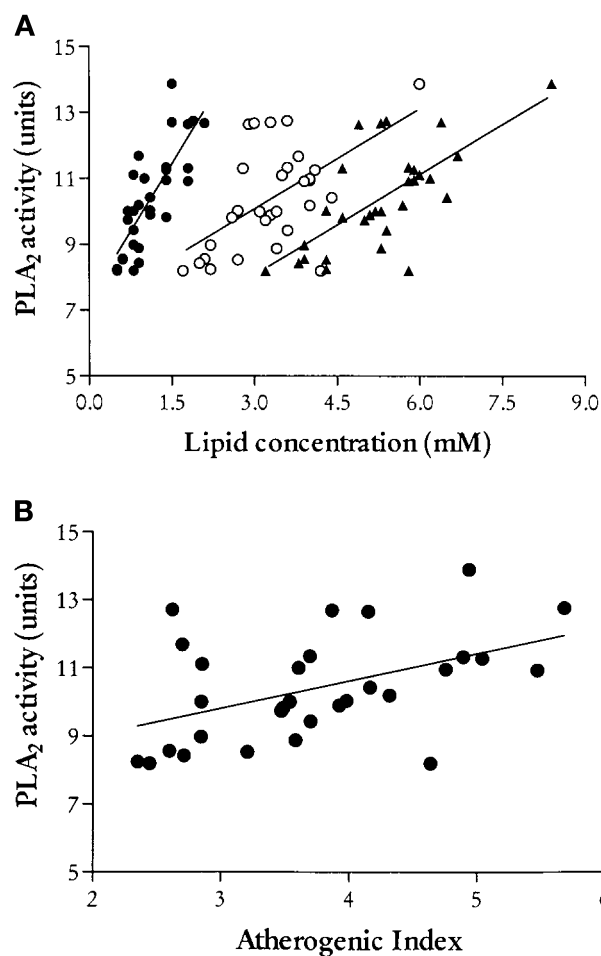 A
PLA₂ activity (units)
15
13
11
9
7
5
0.0 1.5 3.0 4.5 6.0 7.5 9.0
Lipid concentration (mM)
B
PLA₂ activity (units)
15
13
11
9
7
5
2 3 4 5 6
Atherogenic Index